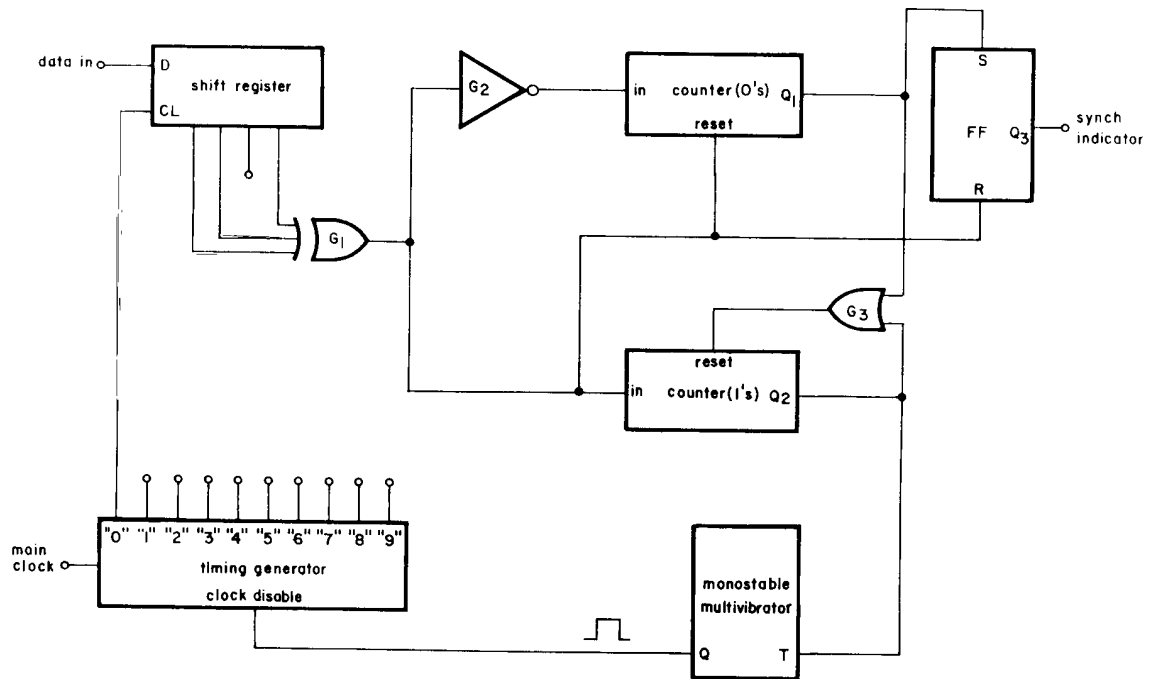 data in
D
shift register
CL
G2
in counter (0's) Q1
reset
S
FF Q3
R
synch
indicator
G1
G3
reset
in counter (1's) Q2
"0" "1" "2" "3" "4" "5" "6" "7" "8" "9"
main
clock
timing generator
clock disable
monostable
multivibrator
Q T